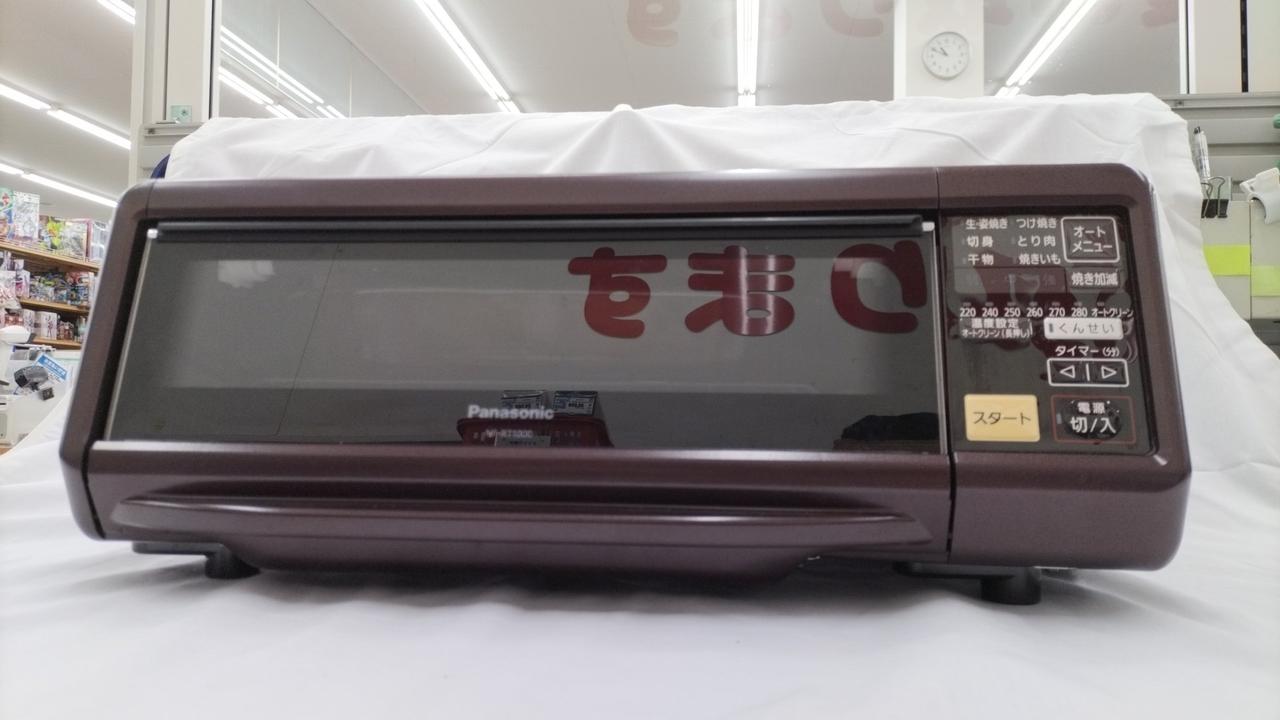 生・姿焼き つけ焼き
切身 とり肉
干物 焼きいも
オート
メニュー
強
焼き加減
220 240 250 260 270 280 オートクリーン
温度設定
オートクリーン(長押し)
くんせい
タイマー(分)
スタート
電源
切/入
Panasonic